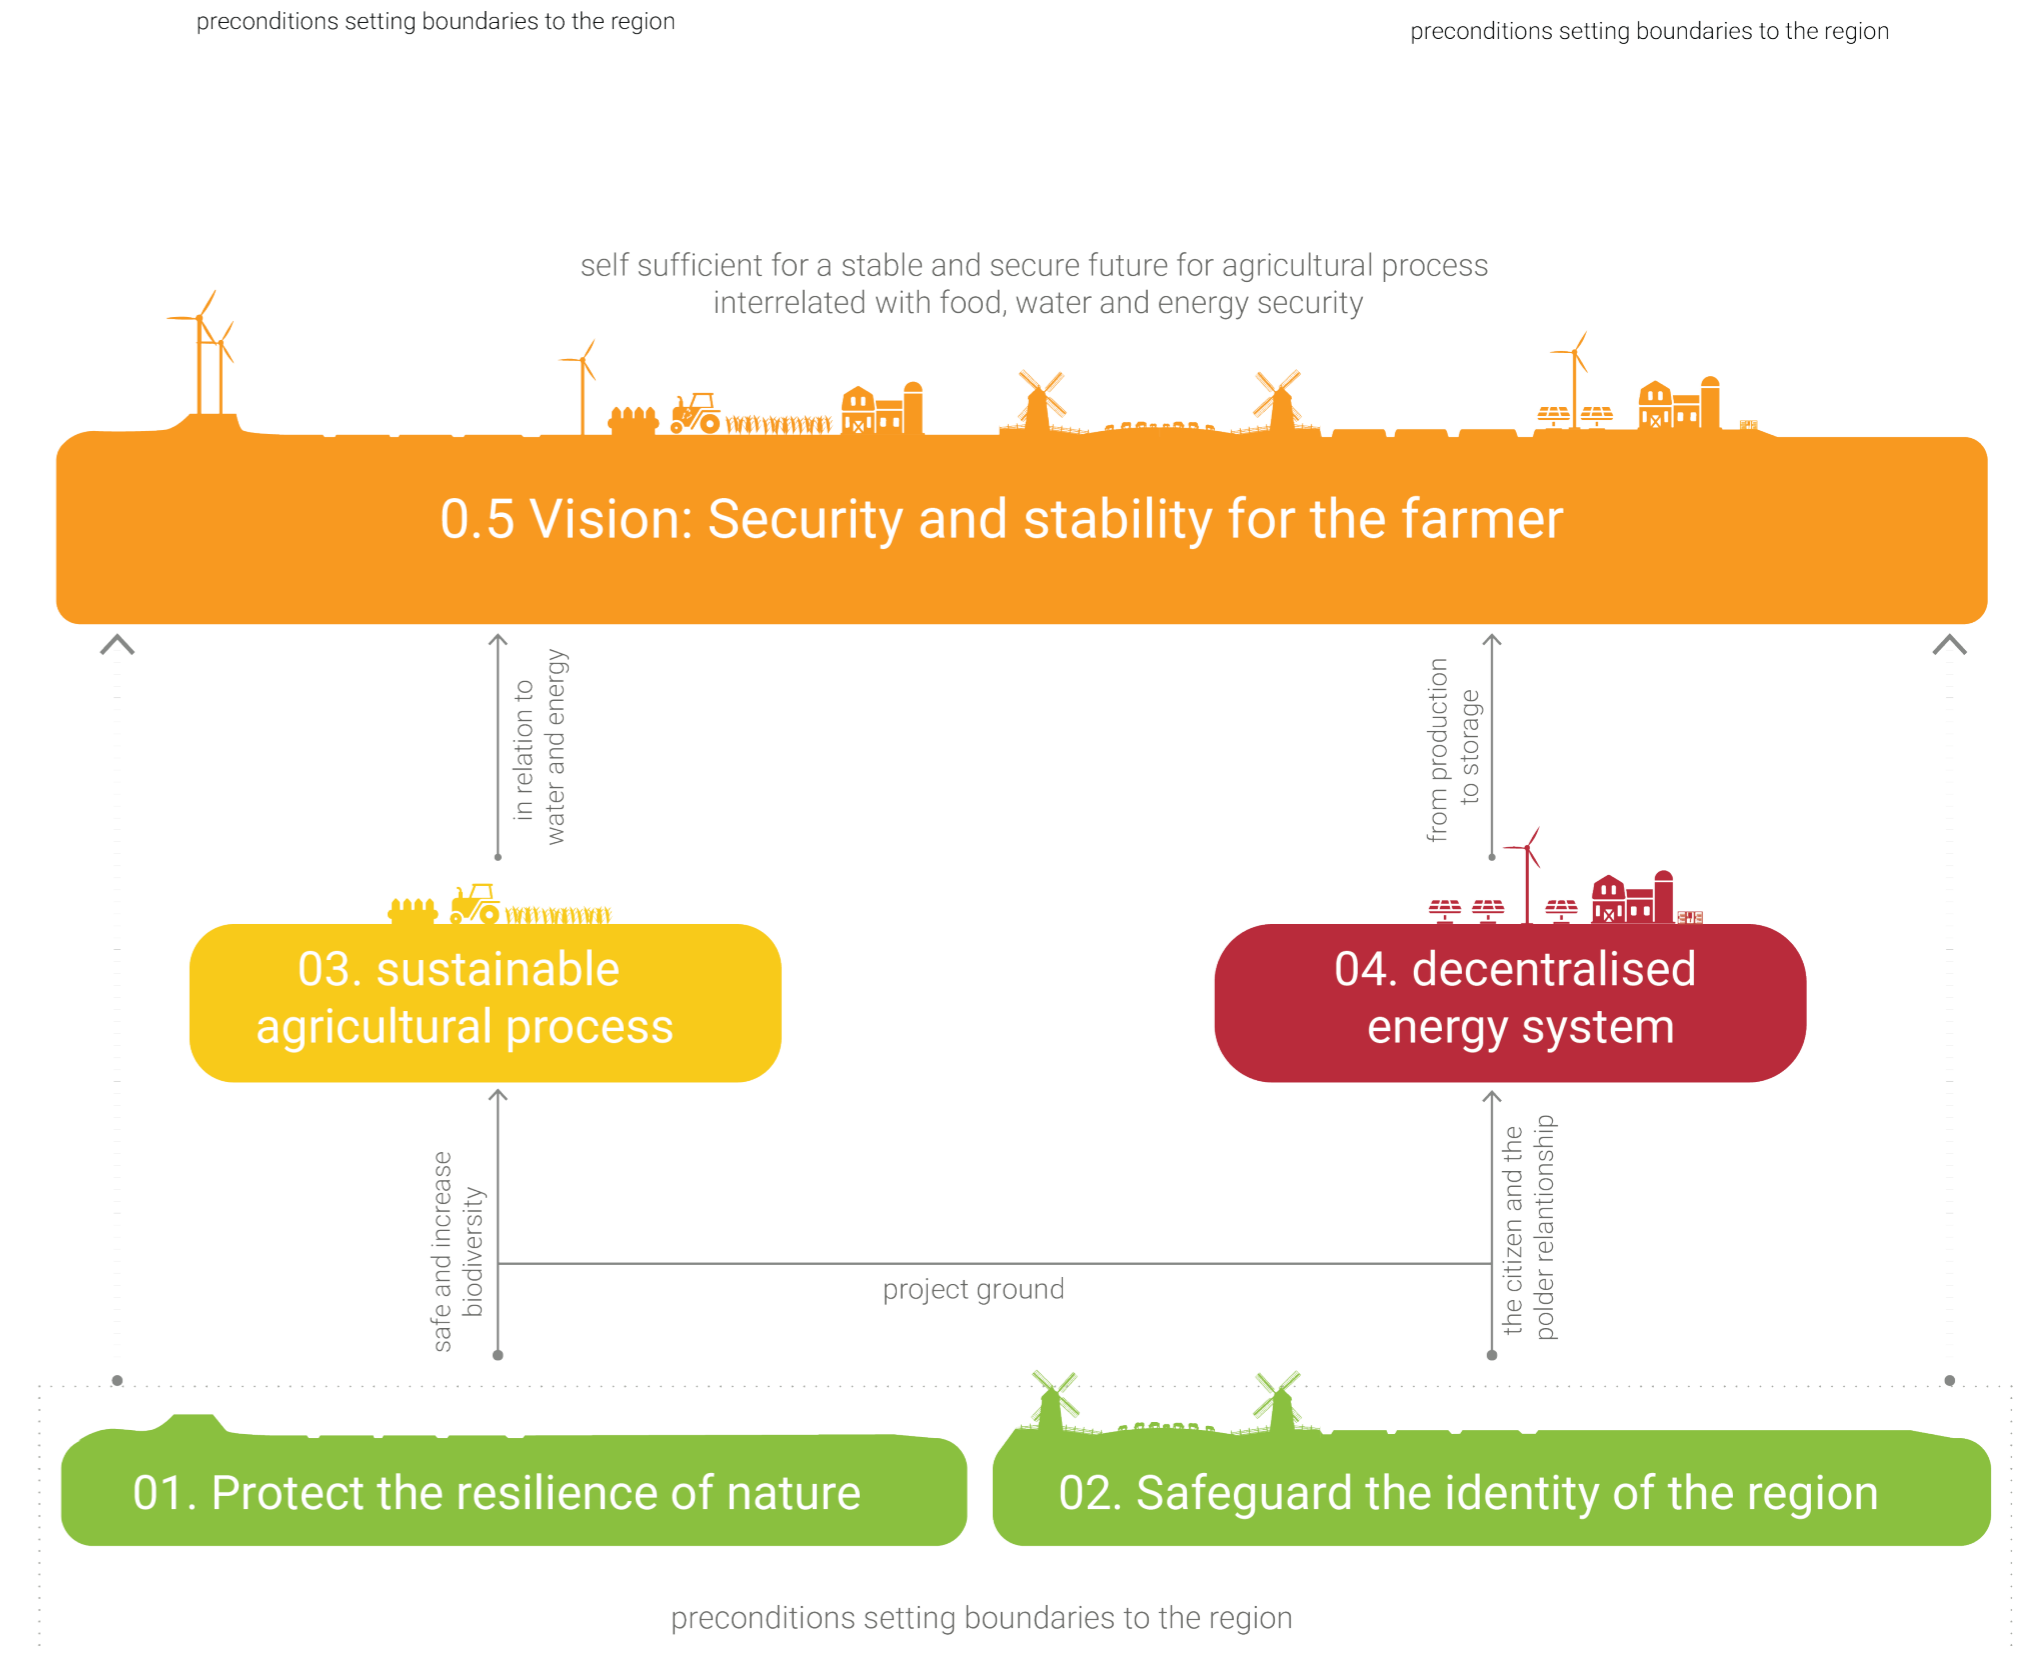 preconditions setting boundaries to the region
preconditions setting boundaries to the region
self sufficient for a stable and secure future for agricultural process
interrelated with food, water and energy security
0.5 Vision: Security and stability for the farmer
in relation to
water and energy
from production
to storage
03. sustainable
agricultural process
04. decentralised
energy system
safe and increase
biodiversity
project ground
the citizen and the
polder relantionship
01. Protect the resilience of nature
02. Safeguard the identity of the region
preconditions setting boundaries to the region